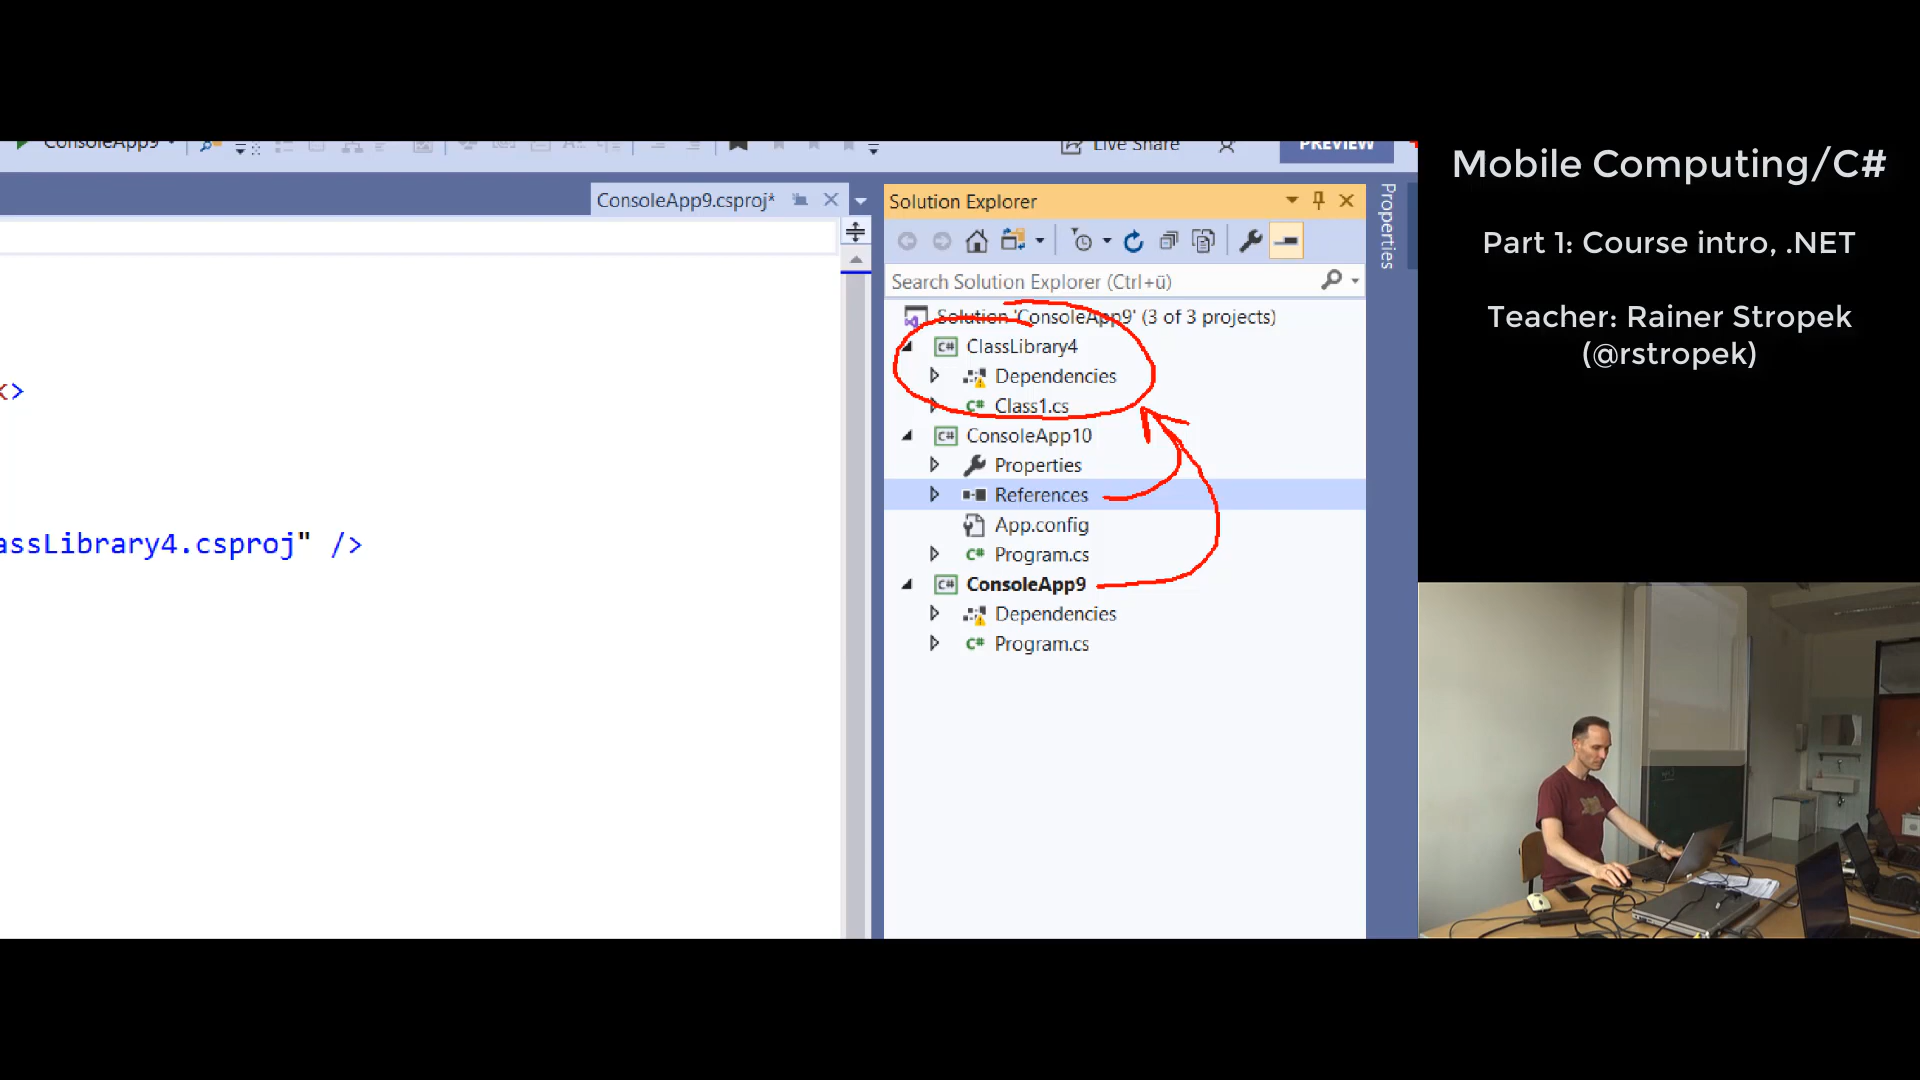 ConsoleApp9
Live Share
PREVIEW
ConsoleApp9.csproj*
<>
assLibrary4.csproj" />
Solution Explorer
Search Solution Explorer (Ctrl+ü)
Solution 'ConsoleApp9' (3 of 3 projects)
C# ClassLibrary4
Dependencies
C# Class1.cs
C# ConsoleApp10
Properties
References
App.config
C# Program.cs
C# ConsoleApp9
Dependencies
C# Program.cs
Properties
Mobile Computing/C#
Part 1: Course intro, .NET
Teacher: Rainer Stropek
(@rstropek)